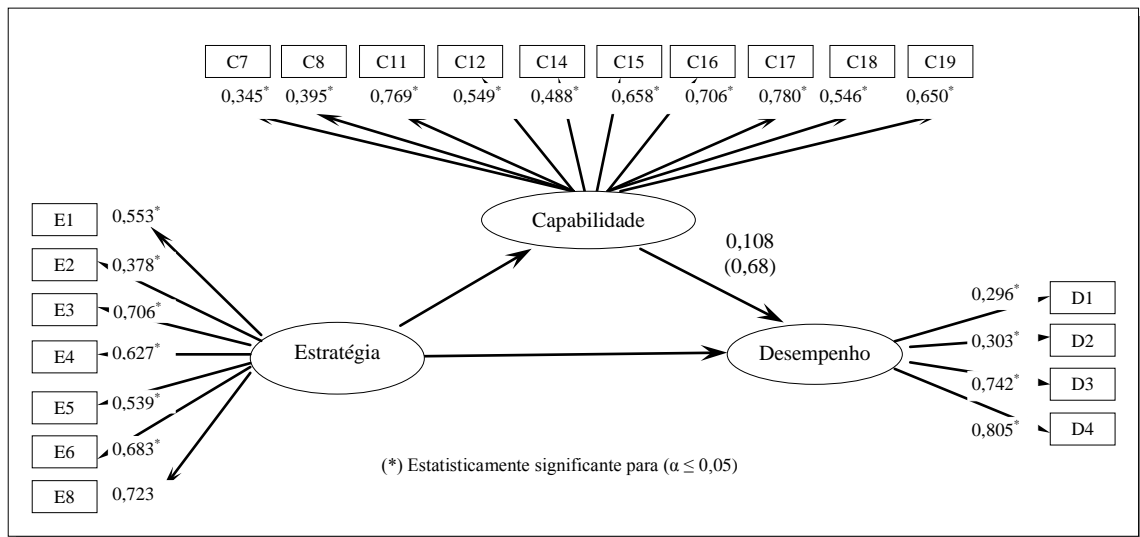 C7 C8 C11 C12 C14 C15 C16 C17 C18 C19
0,345* 0,395* 0,769* 0,549* 0,488* 0,658* 0,706* 0,780* 0,546* 0,650*
Capabilidade
E1 0,553*
E2 0,378*
E3 0,706*
E4 0,627*
E5 0,539*
E6 0,683*
E8 0,723
Estratégia
0,108
(0,68)
Desempenho
0,296* D1
0,303* D2
0,742* D3
0,805* D4
(*) Estatisticamente significante para (α ≤ 0,05)